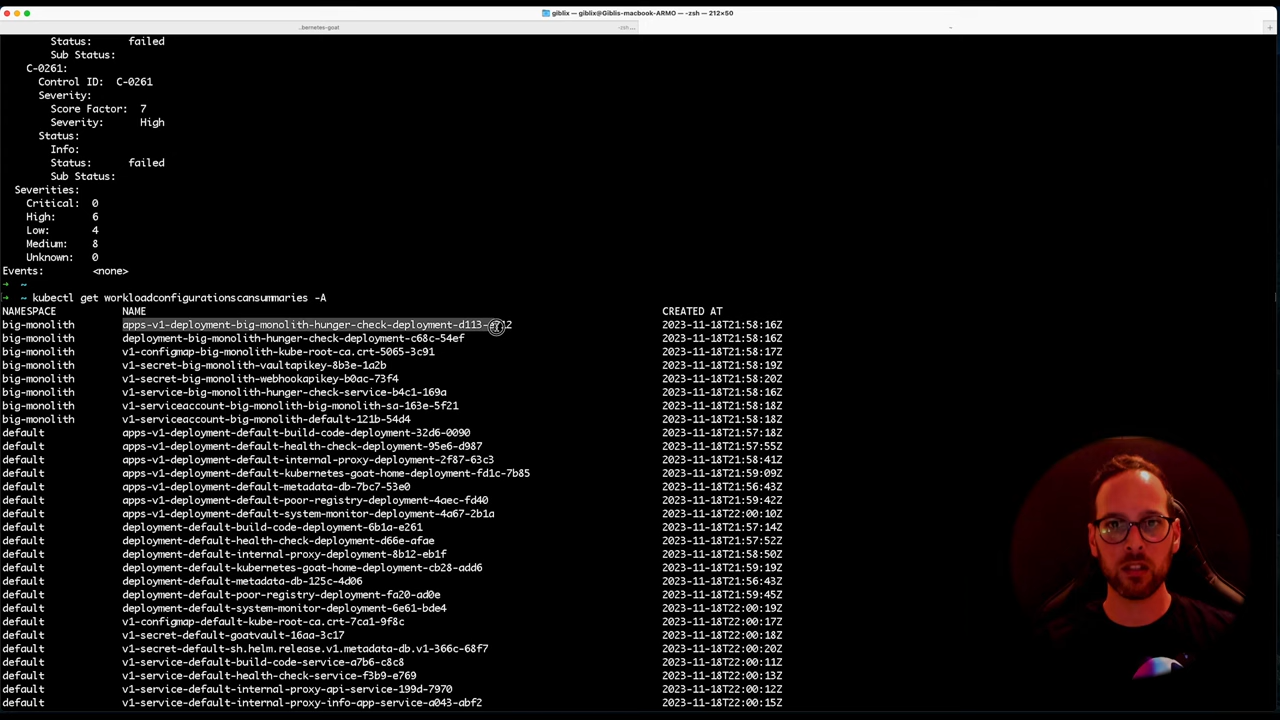 giblix — giblix@Giblis-macbook-ARMO — -zsh — 212×50
..bernetes-goat -zsh ... ~ +
Status: failed
Sub Status:
C-0261:
Control ID: C-0261
Severity:
Score Factor: 7
Severity: High
Status:
Info:
Status: failed
Sub Status:
Severities:
Critical: 0
High: 6
Low: 4
Medium: 8
Unknown: 0
Events: <none>
➜ ~
➜ ~ kubectl get workloadconfigurationscansummaries -A
NAMESPACE NAME CREATED AT
big-monolith apps-v1-deployment-big-monolith-hunger-check-deployment-d113- 2023-11-18T21:58:16Z
big-monolith deployment-big-monolith-hunger-check-deployment-c68c-54ef 2023-11-18T21:58:16Z
big-monolith v1-configmap-big-monolith-kube-root-ca.crt-5065-3c91 2023-11-18T21:58:17Z
big-monolith v1-secret-big-monolith-vaultapikey-8b3e-1a2b 2023-11-18T21:58:19Z
big-monolith v1-secret-big-monolith-webhookapikey-b0ac-73f4 2023-11-18T21:58:20Z
big-monolith v1-service-big-monolith-hunger-check-service-b4c1-169a 2023-11-18T21:58:16Z
big-monolith v1-serviceaccount-big-monolith-big-monolith-sa-163e-5f21 2023-11-18T21:58:18Z
big-monolith v1-serviceaccount-big-monolith-default-121b-54d4 2023-11-18T21:58:18Z
default apps-v1-deployment-default-build-code-deployment-32d6-0090 2023-11-18T21:57:18Z
default apps-v1-deployment-default-health-check-deployment-95e6-d987 2023-11-18T21:57:55Z
default apps-v1-deployment-default-internal-proxy-deployment-2f87-63c3 2023-11-18T21:58:41Z
default apps-v1-deployment-default-kubernetes-goat-home-deployment-fd1c-7b85 2023-11-18T21:59:09Z
default apps-v1-deployment-default-metadata-db-7bc7-53e0 2023-11-18T21:56:43Z
default apps-v1-deployment-default-poor-registry-deployment-4aec-fd40 2023-11-18T21:59:42Z
default apps-v1-deployment-default-system-monitor-deployment-4a67-2b1a 2023-11-18T22:00:10Z
default deployment-default-build-code-deployment-6b1a-e261 2023-11-18T21:57:14Z
default deployment-default-health-check-deployment-d66e-afae 2023-11-18T21:57:52Z
default deployment-default-internal-proxy-deployment-8b12-eb1f 2023-11-18T21:58:50Z
default deployment-default-kubernetes-goat-home-deployment-cb28-add6 2023-11-18T21:59:19Z
default deployment-default-metadata-db-125c-4d06 2023-11-18T21:56:43Z
default deployment-default-poor-registry-deployment-fa20-ad0e 2023-11-18T21:59:45Z
default deployment-default-system-monitor-deployment-6e61-bde4 2023-11-18T22:00:19Z
default v1-configmap-default-kube-root-ca.crt-7ca1-9f8c 2023-11-18T22:00:17Z
default v1-secret-default-goatvault-16aa-3c17 2023-11-18T22:00:18Z
default v1-secret-default-sh.helm.release.v1.metadata-db.v1-366c-68f7 2023-11-18T22:00:20Z
default v1-service-default-build-code-service-a7b6-c8c8 2023-11-18T22:00:11Z
default v1-service-default-health-check-service-f3b9-e769 2023-11-18T22:00:13Z
default v1-service-default-internal-proxy-api-service-199d-7970 2023-11-18T22:00:12Z
default v1-service-default-internal-proxy-info-app-service-a043-abf2 2023-11-18T22:00:15Z